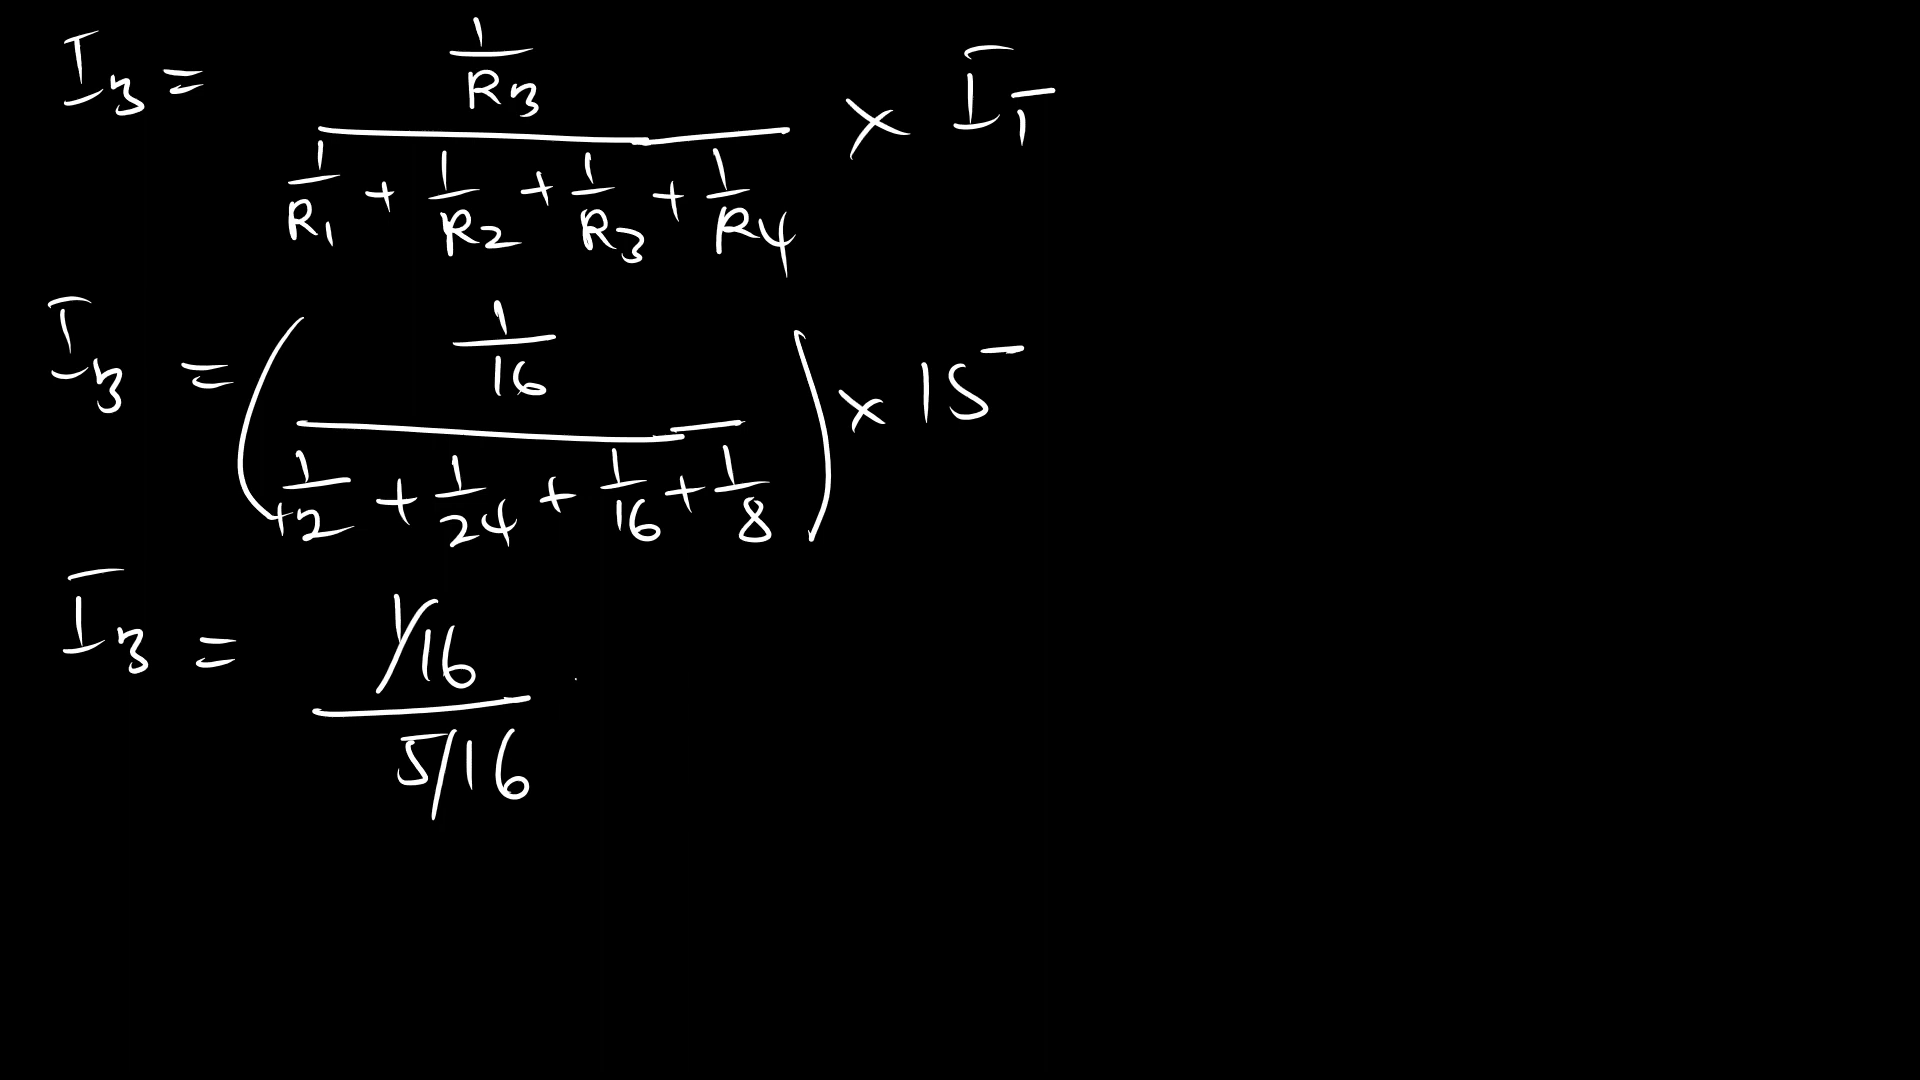 I3 = (1/R3) / (1/R1 + 1/R2 + 1/R3 + 1/R4) × IT
I3 = ((1/16) / (1/12 + 1/24 + 1/16 + 1/8)) × 15
I3 = (1/16) / (5/16)